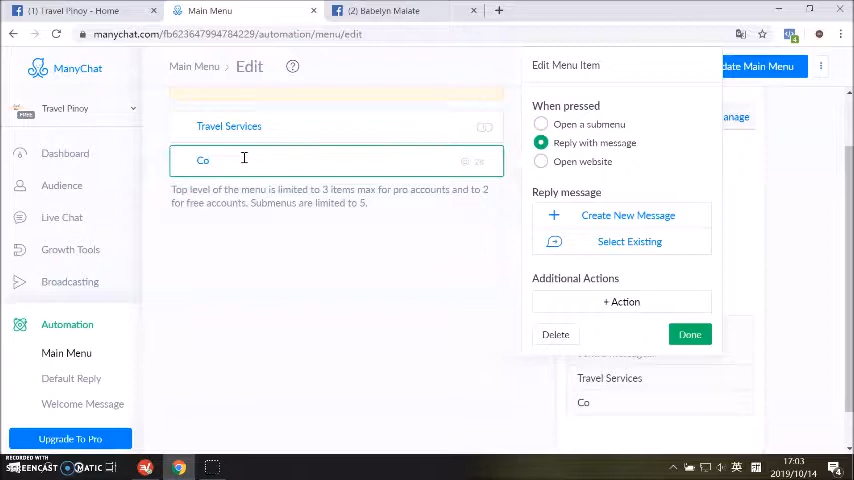 (1) Travel Pinoy - Home
Main Menu
(2) Babelyn Malate
manychat.com/fb623647994784229/automation/menu/edit
4
ManyChat
Main Menu
Edit
Edit Menu Item
date Main Menu
Travel Pinoy
FREE
Travel Services
When pressed
anage
Open a submenu
Dashboard
Co
28
Reply with message
Open website
Audience
Top level of the menu is limited to 3 items max for pro accounts and to 2
for free accounts. Submenus are limited to 5.
Reply message
Live Chat
Create New Message
Growth Tools
Select Existing
Broadcasting
Additional Actions
+ Action
Automation
Delete
Done
Main Menu
Default Reply
Travel Services
Welcome Message
Co
Upgrade To Pro
RECORDED WITH
SCREENCAST
MATIC
英
17:03
2019/10/14
4